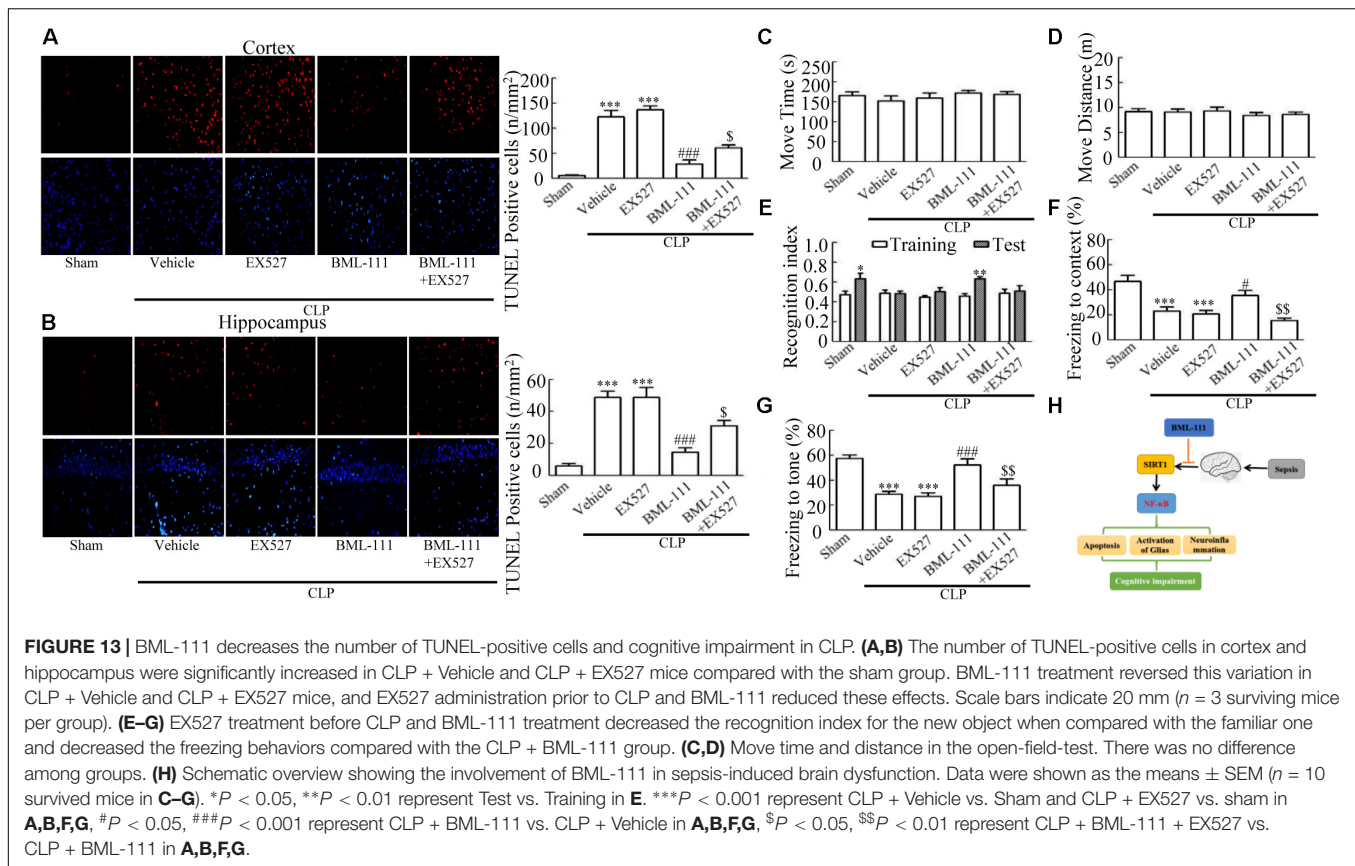 A
Cortex
Sham
Vehicle
EX527
BML-111
BML-111
+EX527
CLP
TUNEL Positive cells (n/mm²)
200
150
100
50
0
***
***
###
$
Sham
Vehicle
EX527
BML-111
BML-111
+EX527
CLP
B
Hippocampus
Sham
Vehicle
EX527
BML-111
BML-111
+EX527
CLP
TUNEL Positive cells (n/mm²)
60
40
20
0
***
***
###
$
Sham
Vehicle
EX527
BML-111
BML-111
+EX527
CLP
C
Move Time (s)
250
200
150
100
50
0
Sham
Vehicle
EX527
BML-111
BML-111
+EX527
CLP
D
Move Distance (m)
20
15
10
5
0
Sham
Vehicle
EX527
BML-111
BML-111
+EX527
CLP
E
Recognition index
1.0
0.8
0.6
0.4
0.2
0
Training
Test
*
**
Sham
Vehicle
EX527
BML-111
BML-111
+EX527
CLP
F
Freezing to context (%)
80
60
40
20
0
***
***
#
$$
Sham
Vehicle
EX527
BML-111
BML-111
+EX527
CLP
G
Freezing to tone (%)
80
60
40
20
0
***
***
###
$$
Sham
Vehicle
EX527
BML-111
BML-111
+EX527
CLP
H
BML-111
SIRT1
Sepsis
NF-κB
Apoptosis
Activation
of Glias
Neuroinfla
mmation
Cognitive impairment
FIGURE 13 | BML-111 decreases the number of TUNEL-positive cells and cognitive impairment in CLP. (A,B) The number of TUNEL-positive cells in cortex and
hippocampus were significantly increased in CLP + Vehicle and CLP + EX527 mice compared with the sham group. BML-111 treatment reversed this variation in
CLP + Vehicle and CLP + EX527 mice, and EX527 administration prior to CLP and BML-111 reduced these effects. Scale bars indicate 20 mm (n = 3 surviving mice
per group). (E–G) EX527 treatment before CLP and BML-111 treatment decreased the recognition index for the new object when compared with the familiar one
and decreased the freezing behaviors compared with the CLP + BML-111 group. (C,D) Move time and distance in the open-field-test. There was no difference
among groups. (H) Schematic overview showing the involvement of BML-111 in sepsis-induced brain dysfunction. Data were shown as the means ± SEM (n = 10
survived mice in C–G). *P < 0.05, **P < 0.01 represent Test vs. Training in E. ***P < 0.001 represent CLP + Vehicle vs. Sham and CLP + EX527 vs. sham in
A,B,F,G, #P < 0.05, ###P < 0.001 represent CLP + BML-111 vs. CLP + Vehicle in A,B,F,G, $P < 0.05, $$P < 0.01 represent CLP + BML-111 + EX527 vs.
CLP + BML-111 in A,B,F,G.